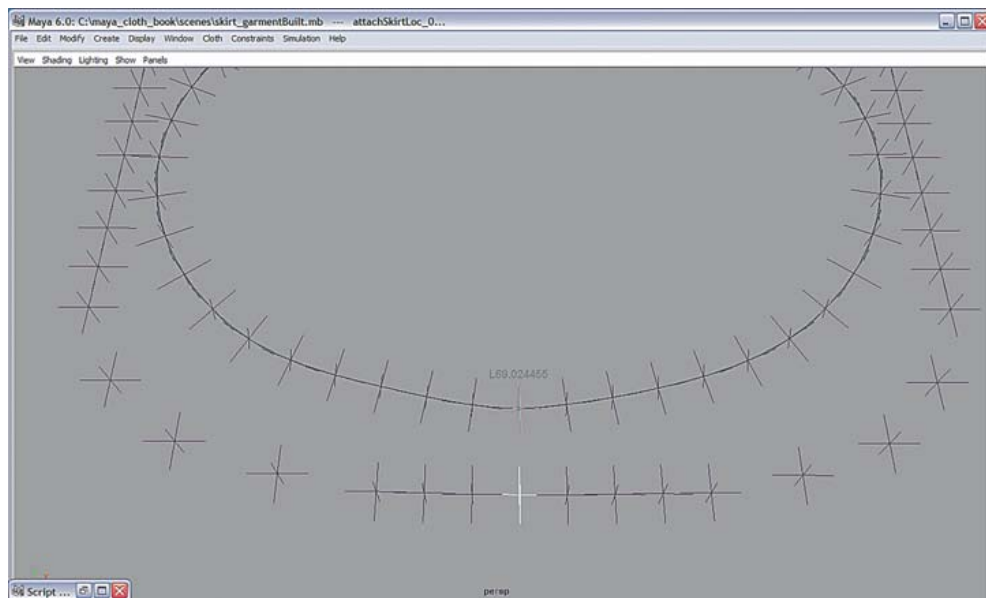 Maya 6.0: C:\maya_cloth_book\scenes\skirt_garmentBuilt.mb --- attachSkirtLoc_0...
File Edit Modify Create Display Window Cloth Constraints Simulation Help
View Shading Lighting Show Panels
L69.024455
Script ...
persp